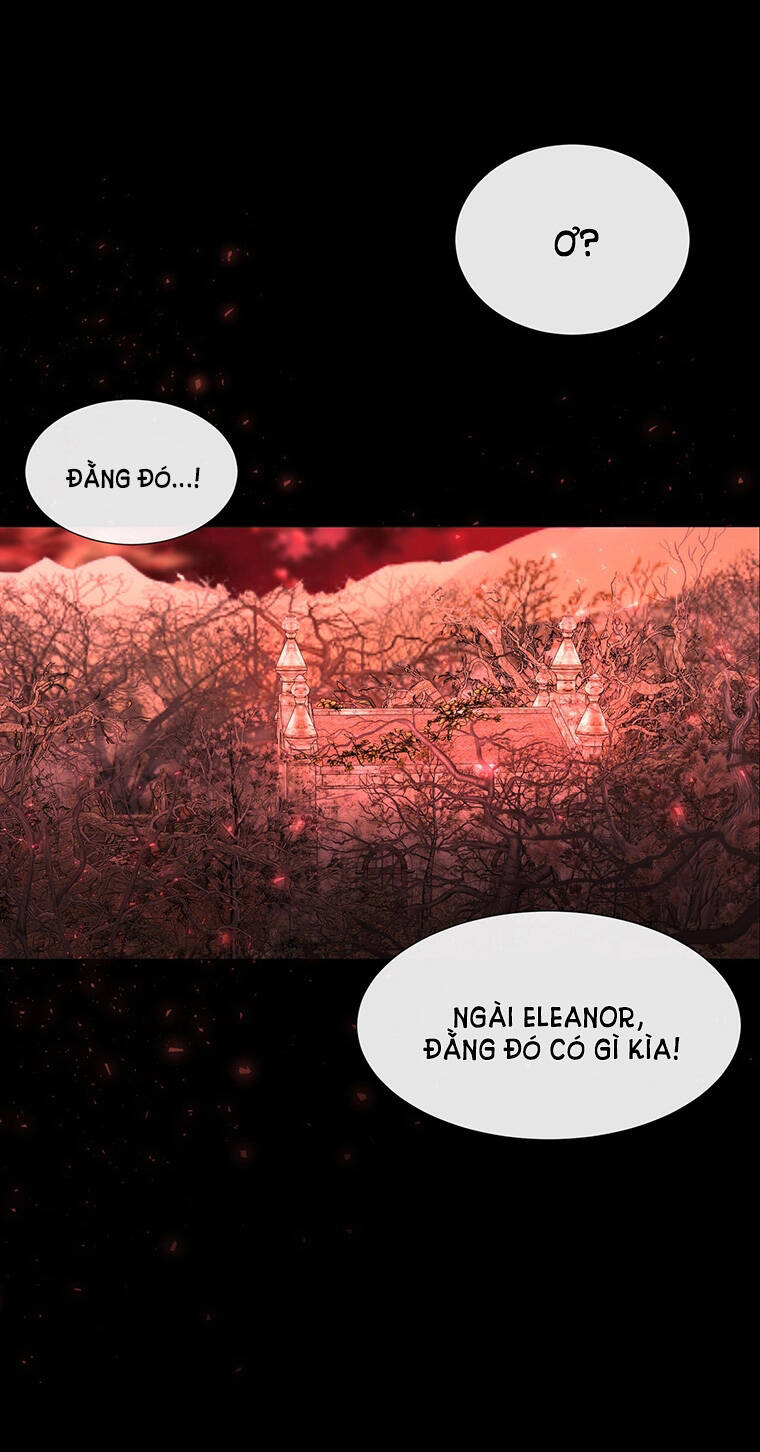 Ơ?
ĐẰNG ĐÓ...!
NGÀI ELEANOR,
ĐẰNG ĐÓ CÓ GÌ KÌA!